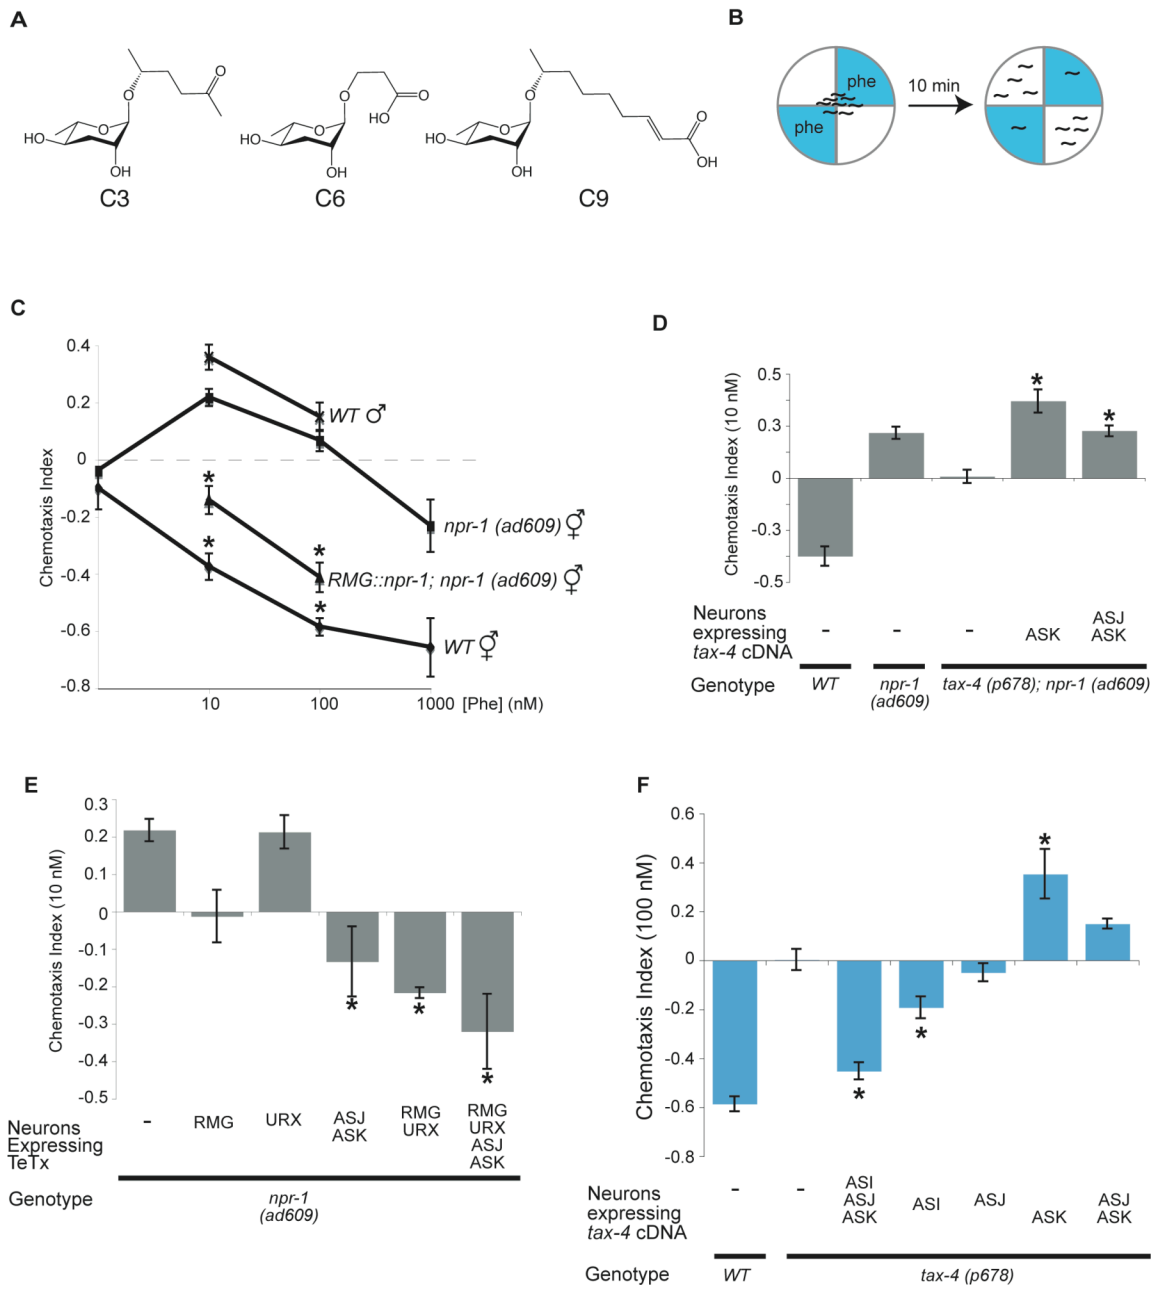 A
O
O
O
HO
OH
C3
O
O
O
HO
HO
OH
C6
O
O
O
HO
OH
OH
C9
B
phe
phe
10 min
C
Chemotaxis Index
0.4
0.2
0
-0.2
-0.4
-0.6
-0.8
10
100
1000 [Phe] (nM)
WT ♂
npr-1 (ad609) ⚥
RMG::npr-1; npr-1 (ad609) ⚥
WT ⚥
*
*
*
*
D
Chemotaxis Index (10 nM)
0.5
0.3
0
-0.3
-0.5
*
*
Neurons
expressing
tax-4 cDNA
-
-
-
ASK
ASJ
ASK
Genotype
WT
npr-1
(ad609)
tax-4 (p678); npr-1 (ad609)
E
Chemotaxis Index (10 nM)
0.3
0.2
0.1
0
-0.1
-0.2
-0.3
-0.4
-0.5
*
*
*
Neurons
Expressing
TeTx
-
RMG
URX
ASJ
ASK
RMG
URX
RMG
URX
ASJ
ASK
Genotype
npr-1
(ad609)
F
Chemotaxis Index (100 nM)
0.6
0.4
0.2
0
-0.2
-0.4
-0.6
-0.8
*
*
*
Neurons
expressing
tax-4 cDNA
-
-
ASI
ASJ
ASK
ASI
ASJ
ASK
ASJ
ASK
Genotype
WT
tax-4 (p678)